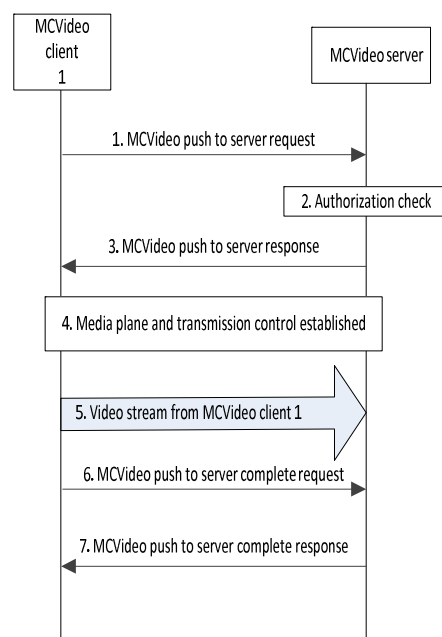 MCVideo
client
1
MCVideo server
1. MCVideo push to server request
2. Authorization check
3. MCVideo push to server response
4. Media plane and transmission control established
5. Video stream from MCVideo client 1
6. MCVideo push to server complete request
7. MCVideo push to server complete response